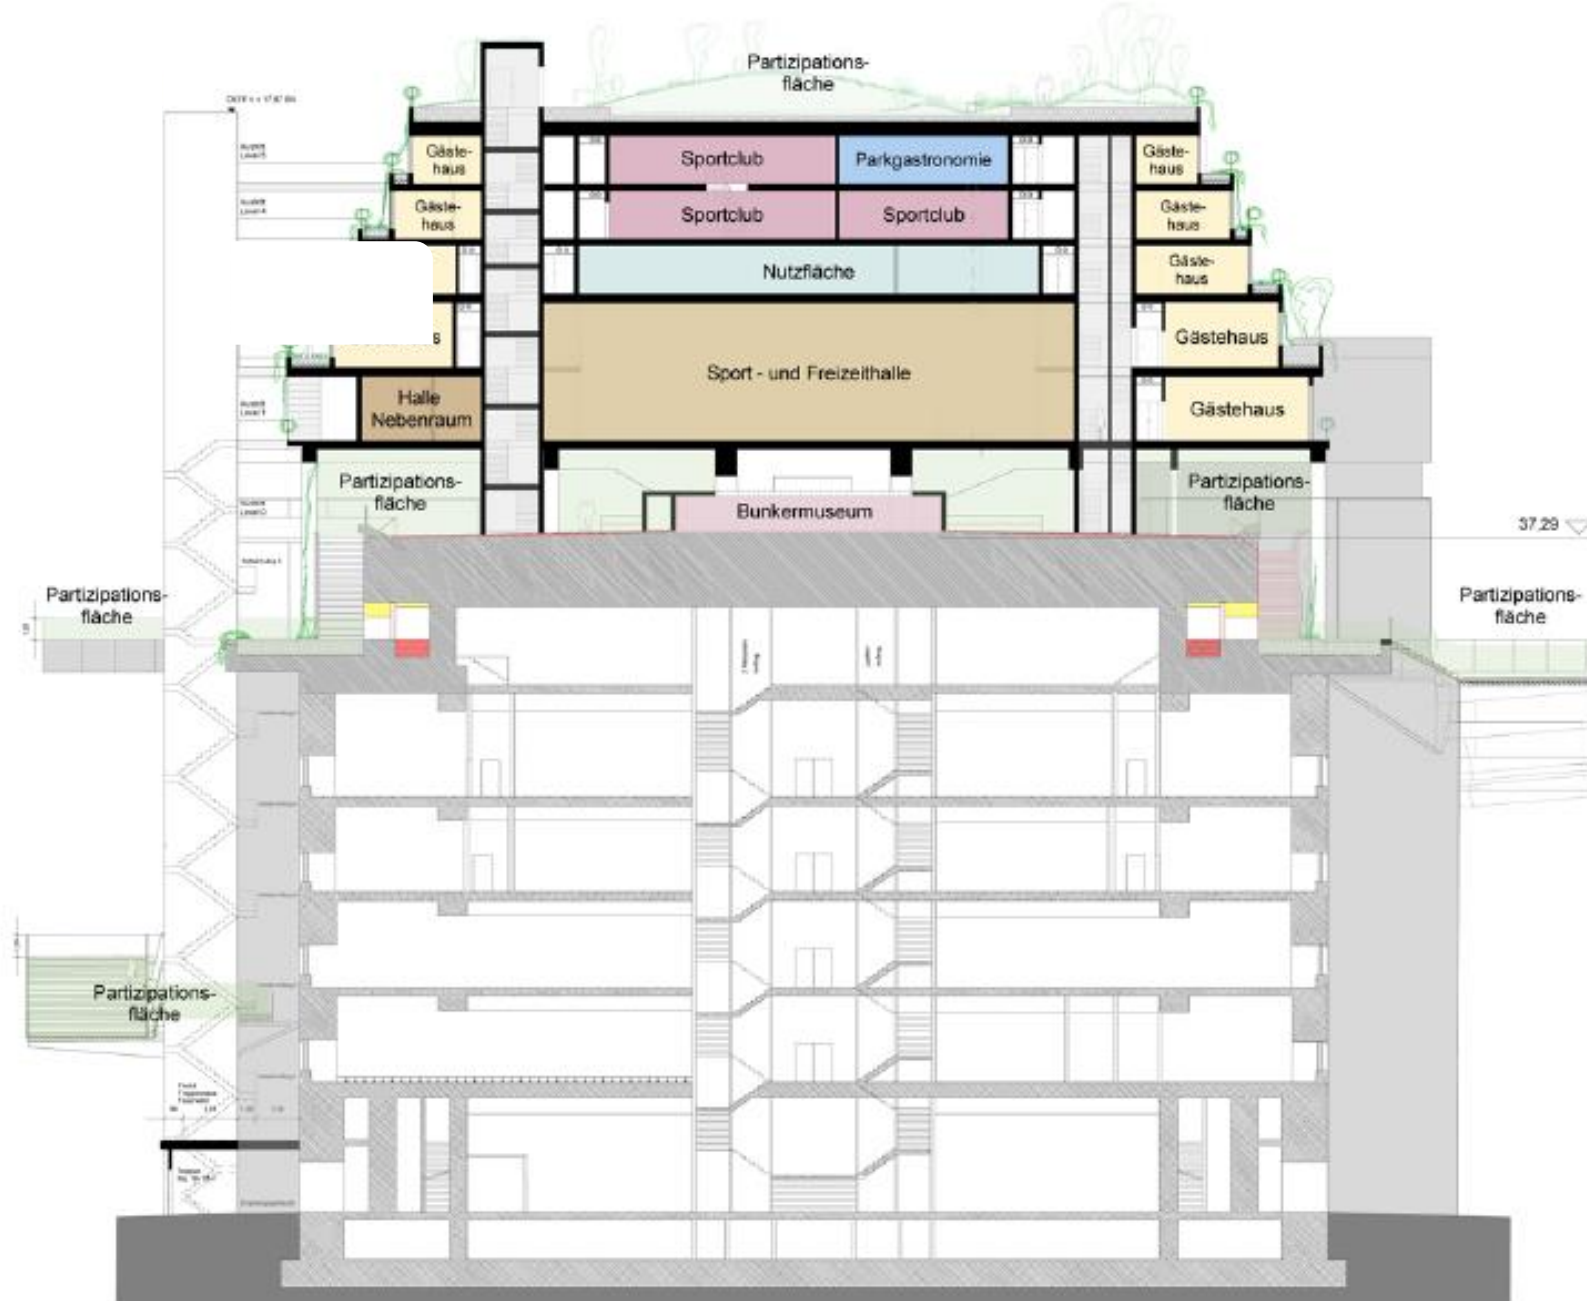 Partizipations-
fläche
Gäste-
haus
Sportclub
Parkgastronomie
Gäste-
haus
Gäste-
haus
Sportclub
Sportclub
Gäste-
haus
Nutzfläche
Gäste-
haus
s
Sport - und Freizeithalle
Gästehaus
Halle
Nebenraum
Gästehaus
Partizipations-
fläche
Bunkermuseum
Partizipations-
fläche
37,29
Partizipations-
fläche
Partizipations-
fläche
Partizipations-
fläche